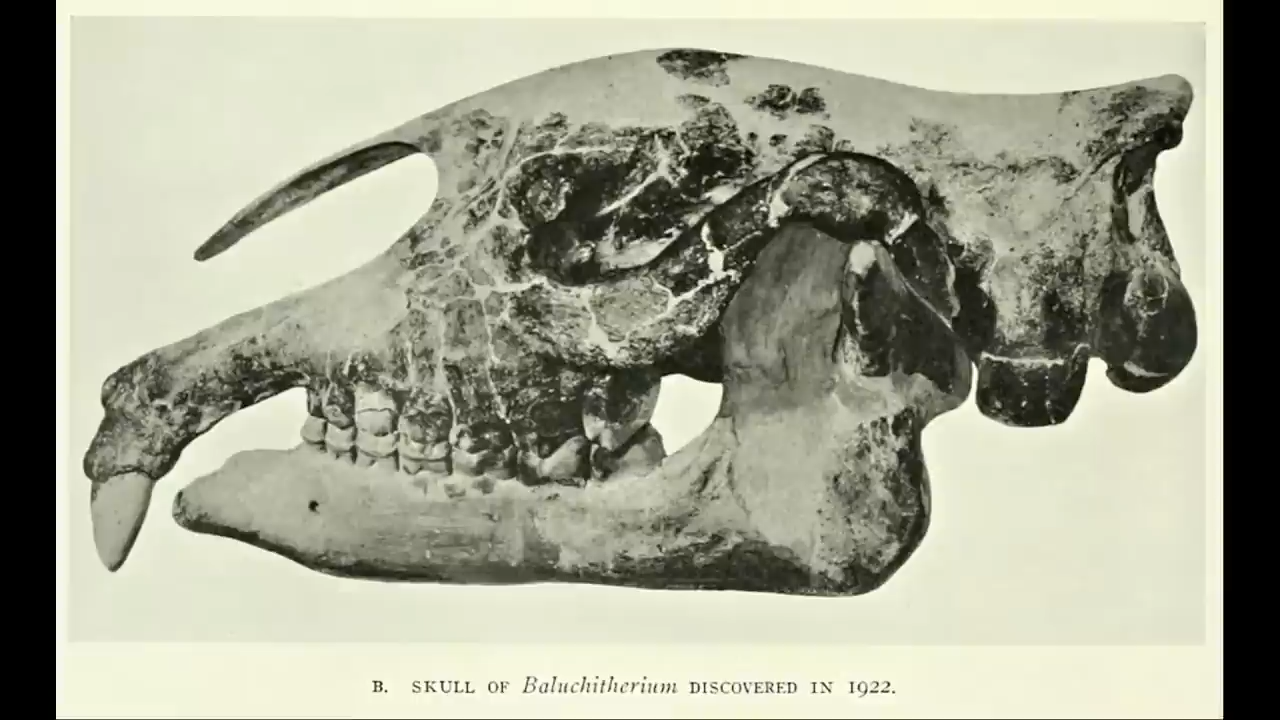 B. SKULL OF Baluchitherium DISCOVERED IN 1922.